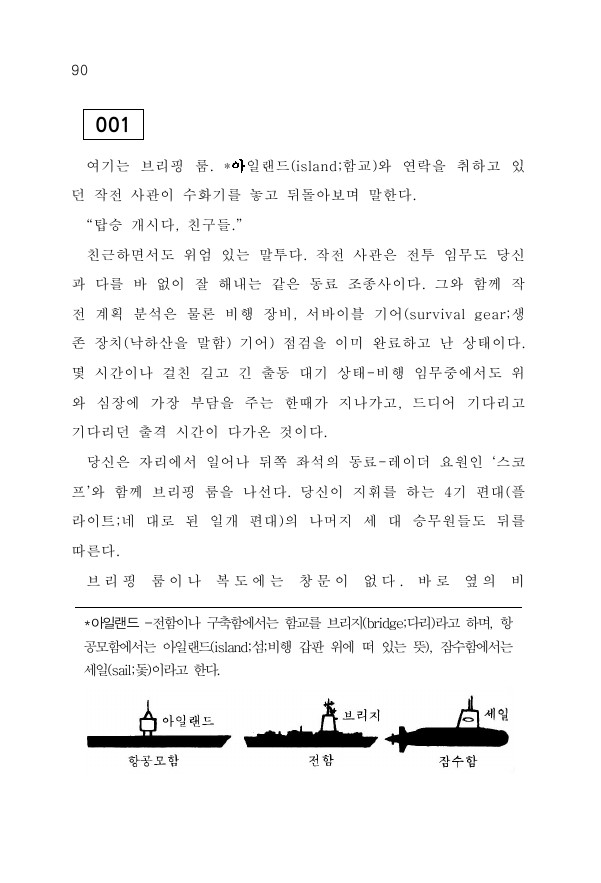 90
001
여기는 브리핑 룸. *아일랜드(island;함교)와 연락을 취하고 있
던 작전 사관이 수화기를 놓고 뒤돌아보며 말한다.
“탑승 개시다, 친구들.”
친근하면서도 위엄 있는 말투다. 작전 사관은 전투 임무도 당신
과 다를 바 없이 잘 해내는 같은 동료 조종사이다. 그와 함께 작
전 계획 분석은 물론 비행 장비, 서바이블 기어(survival gear;생
존 장치(낙하산을 말함) 기어) 점검을 이미 완료하고 난 상태이다.
몇 시간이나 걸친 길고 긴 출동 대기 상태-비행 임무중에서도 위
와 심장에 가장 부담을 주는 한때가 지나가고, 드디어 기다리고
기다리던 출격 시간이 다가온 것이다.
당신은 자리에서 일어나 뒤쪽 좌석의 동료-레이더 요원인 ‘스코
프’와 함께 브리핑 룸을 나선다. 당신이 지휘를 하는 4기 편대(플
라이트;네 대로 된 일개 편대)의 나머지 세 대 승무원들도 뒤를
따른다.
브리핑 룸이나 복도에는 창문이 없다. 바로 옆의 비
*아일랜드 -전함이나 구축함에서는 함교를 브리지(bridge;다리)라고 하며, 항
공모함에서는 아일랜드(island;섬;비행 갑판 위에 떠 있는 뜻), 잠수함에서는
세일(sail;돛)이라고 한다.
아일랜드 브리지 세일
항공모함 전함 잠수함